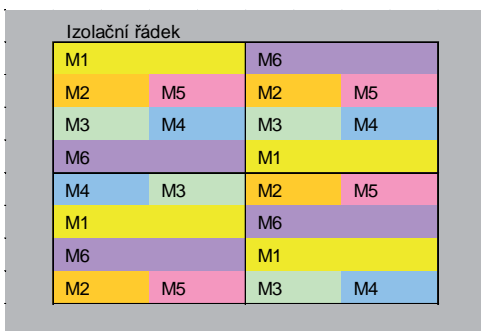 Izolační řádek
M1 M6
M2 M5 M2 M5
M3 M4 M3 M4
M6 M1
M4 M3 M2 M5
M1 M6
M6 M1
M2 M5 M3 M4